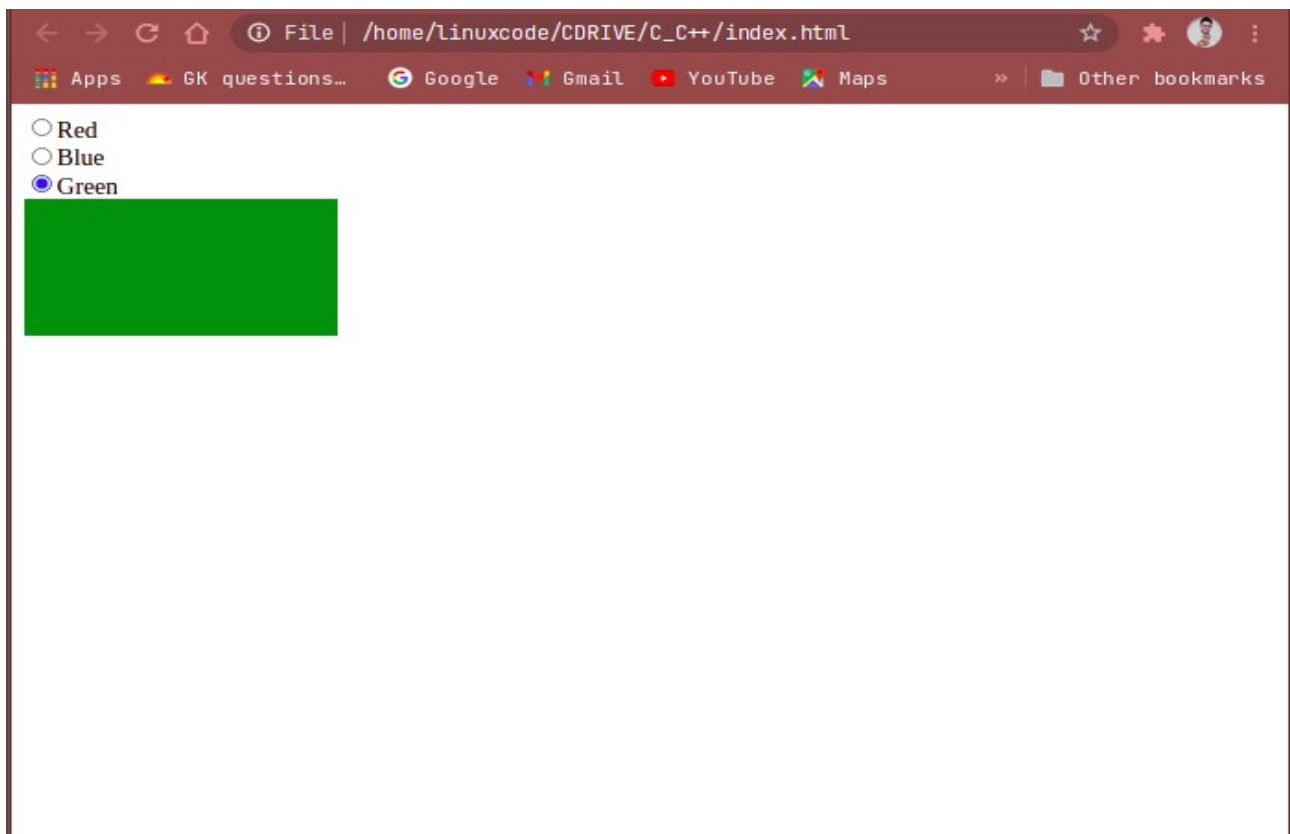 File | /home/linuxcode/CDRIVE/C_C++/index.html
Apps GK questions… Google Gmail YouTube Maps » Other bookmarks
Red
Blue
Green